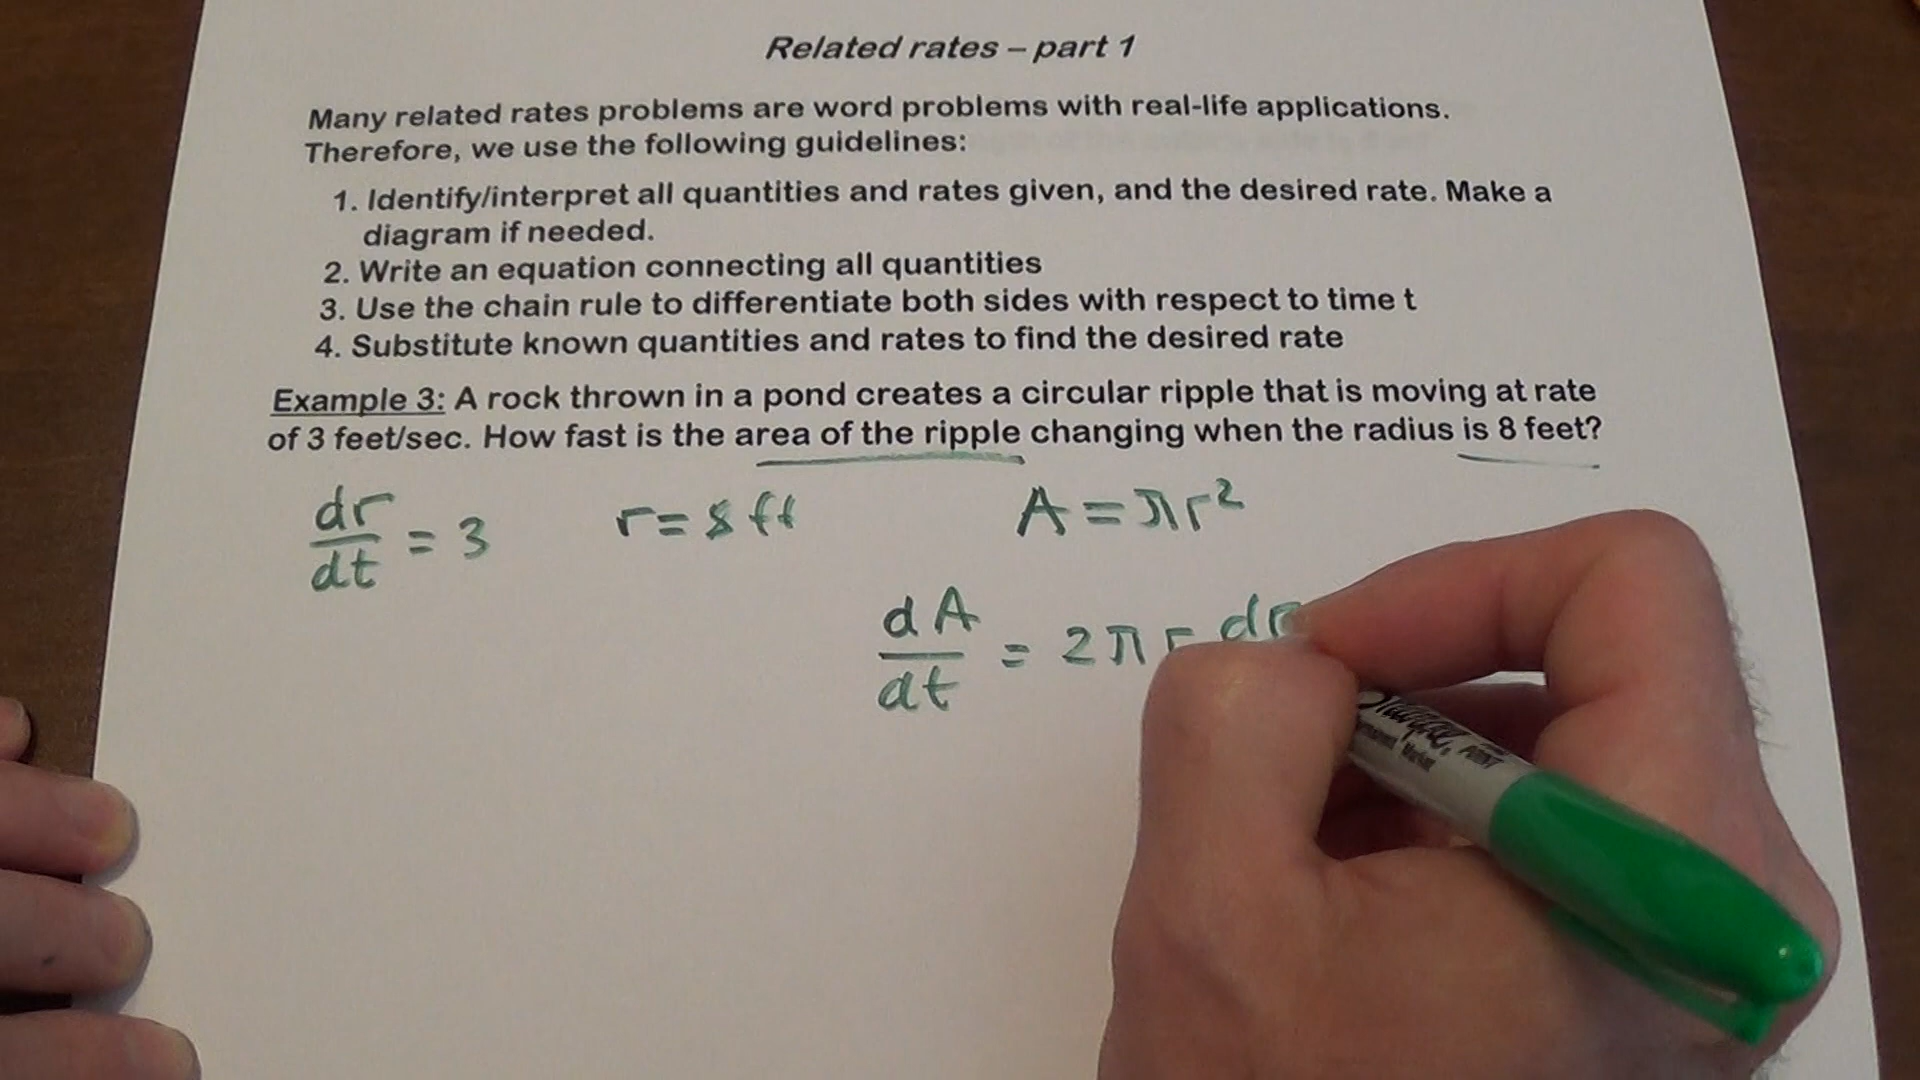 Related rates – part 1
Many related rates problems are word problems with real-life applications.
Therefore, we use the following guidelines:
1. Identify/interpret all quantities and rates given, and the desired rate. Make a
diagram if needed.
2. Write an equation connecting all quantities
3. Use the chain rule to differentiate both sides with respect to time t
4. Substitute known quantities and rates to find the desired rate
Example 3: A rock thrown in a pond creates a circular ripple that is moving at rate
of 3 feet/sec. How fast is the area of the ripple changing when the radius is 8 feet?
dr/dt = 3 r = 8 ft A = πr²
dA/dt = 2πr dr
Sharpie